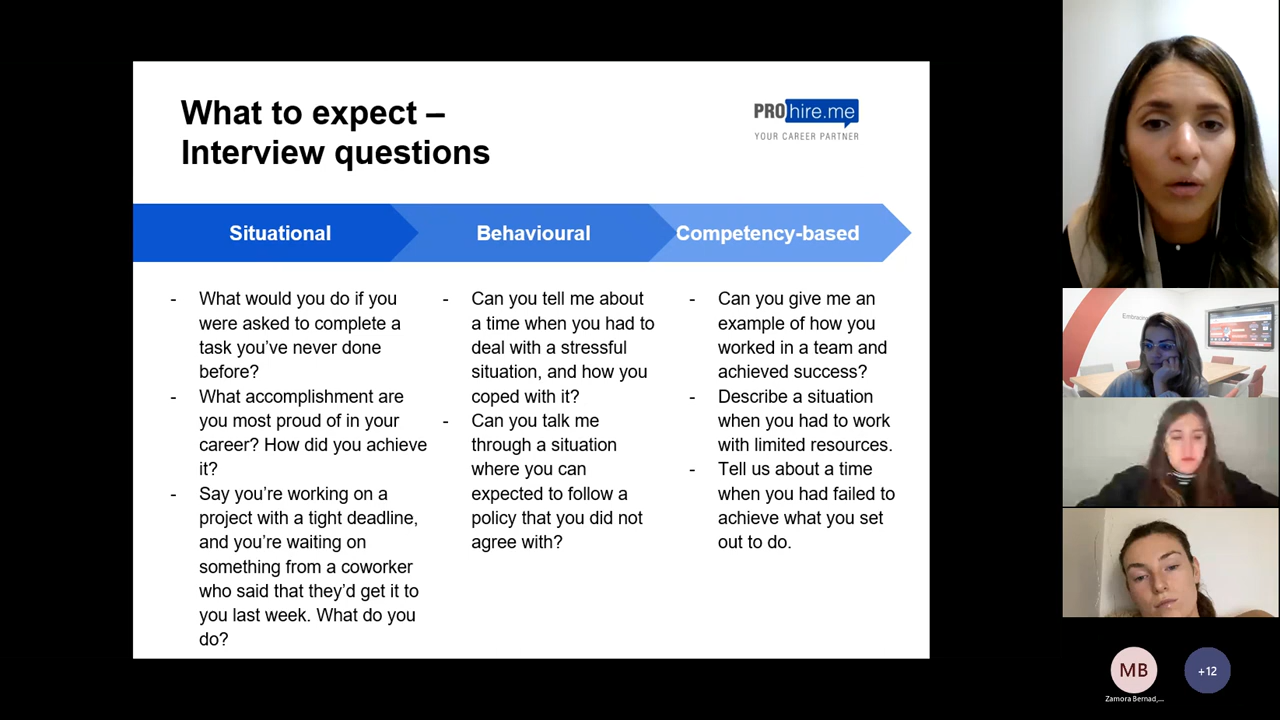 What to expect –
Interview questions
PROhire.me
YOUR CAREER PARTNER
Situational
Behavioural
Competency-based
- What would you do if you
were asked to complete a
task you’ve never done
before?
- What accomplishment are
you most proud of in your
career? How did you achieve
it?
- Say you’re working on a
project with a tight deadline,
and you’re waiting on
something from a coworker
who said that they’d get it to
you last week. What do you
do?
- Can you tell me about
a time when you had to
deal with a stressful
situation, and how you
coped with it?
- Can you talk me
through a situation
where you can
expected to follow a
policy that you did not
agree with?
- Can you give me an
example of how you
worked in a team and
achieved success?
- Describe a situation
when you had to work
with limited resources.
- Tell us about a time
when you had failed to
achieve what you set
out to do.
MB
Zamora Bernad,...
+12